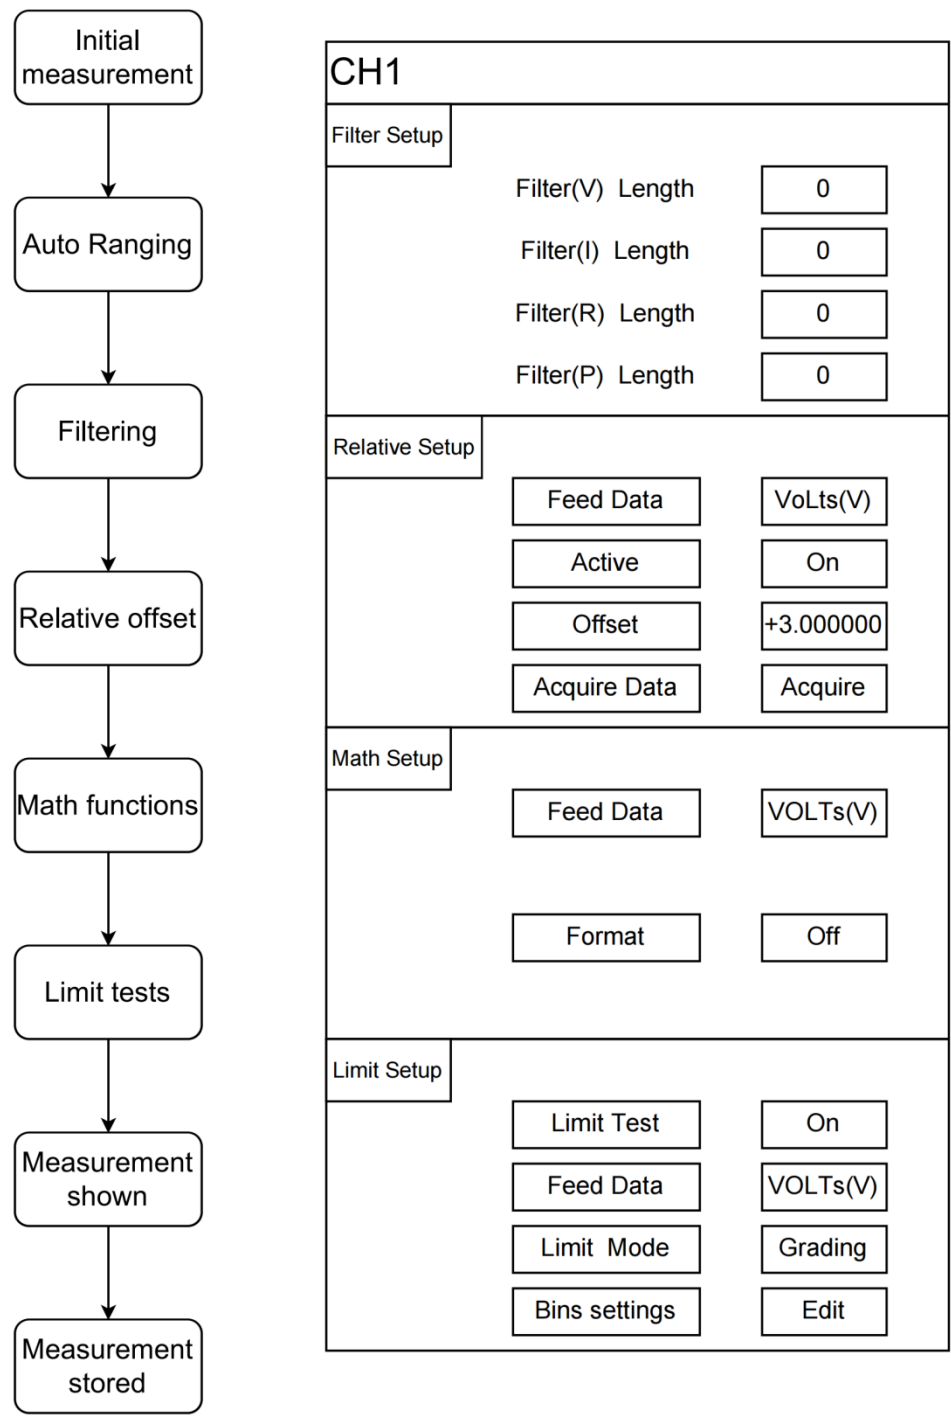 Initial
measurement
Auto Ranging
Filtering
Relative offset
Math functions
Limit tests
Measurement
shown
Measurement
stored
CH1
Filter Setup
Filter(V) Length 0
Filter(I) Length 0
Filter(R) Length 0
Filter(P) Length 0
Relative Setup
Feed Data VoLts(V)
Active On
Offset +3.000000
Acquire Data Acquire
Math Setup
Feed Data VOLTs(V)
Format Off
Limit Setup
Limit Test On
Feed Data VOLTs(V)
Limit Mode Grading
Bins settings Edit